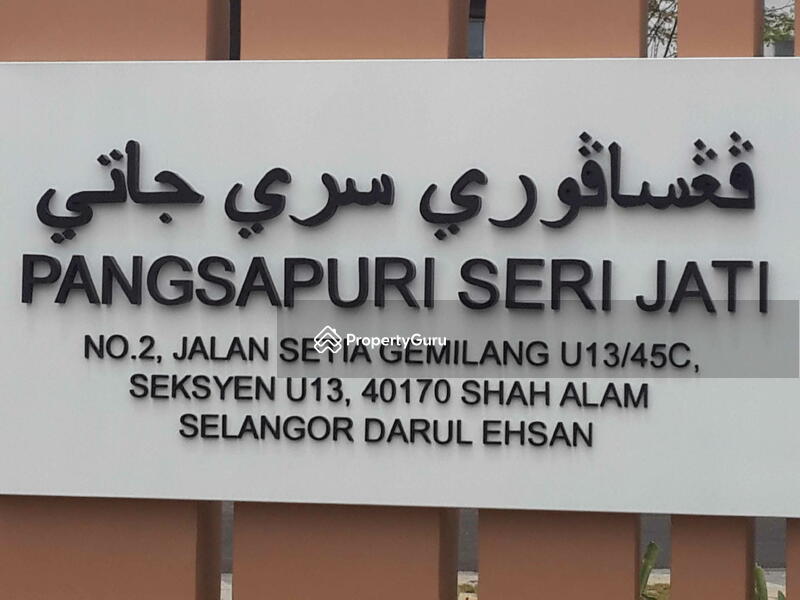 ڤڠساڤوري سري جاتي
PANGSAPURI SERI JATI
PropertyGuru
NO.2, JALAN SETIA GEMILANG U13/45C,
SEKSYEN U13, 40170 SHAH ALAM
SELANGOR DARUL EHSAN